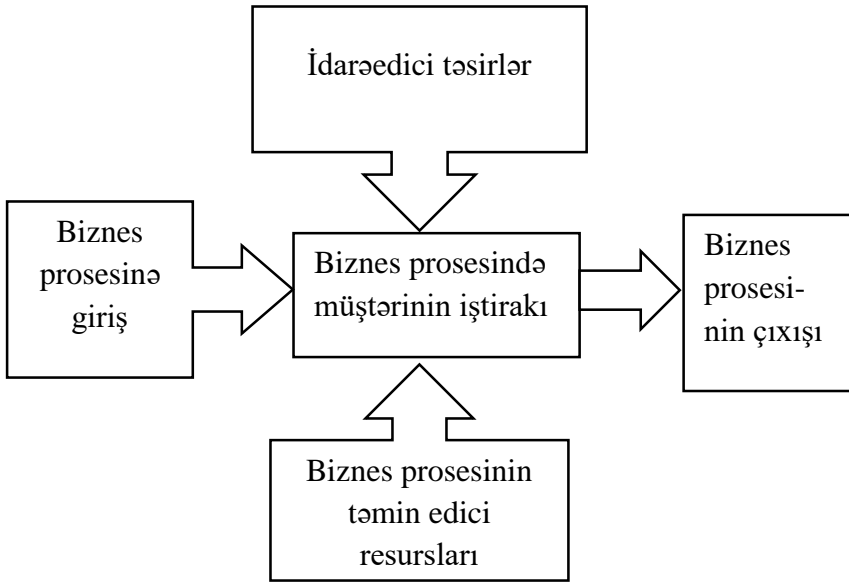 İdarəedici təsirlər
Biznes
prosesinə
giriş
Biznes prosesində
müştərinin iştirakı
Biznes
prosesi-
nin çıxışı
Biznes prosesinin
təmin edici
resursları